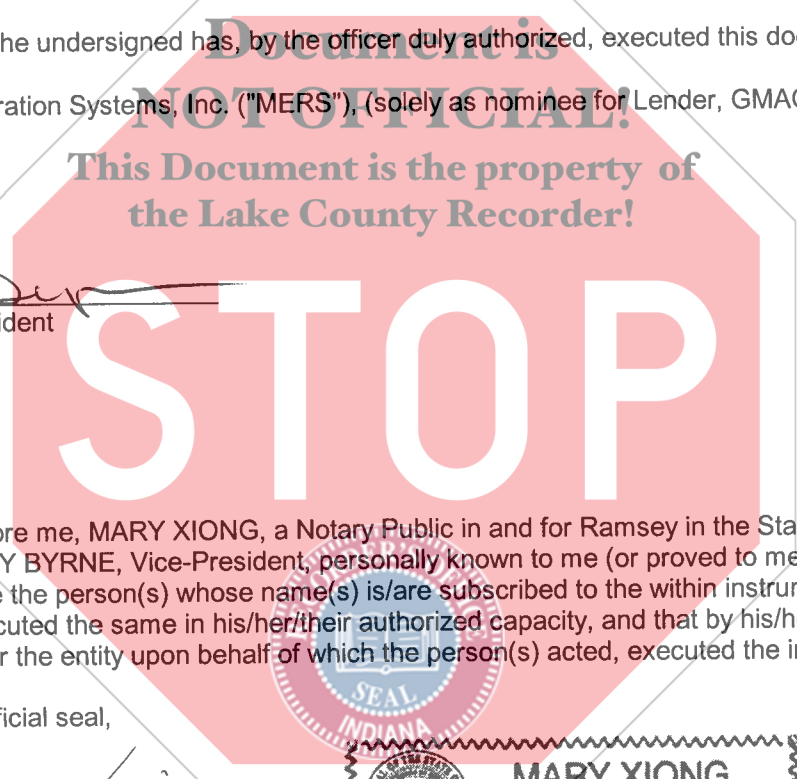 Document is
he undersigned has, by the officer duly authorized, executed this do
NOT OFFICIAL!
ration Systems, Inc. ("MERS"), (solely as nominee for Lender, GMA
This Document is the property of
the Lake County Recorder!
ident
STOP
ore me, MARY XIONG, a Notary Public in and for Ramsey in the Sta
Y BYRNE, Vice-President, personally known to me (or proved to me
e the person(s) whose name(s) is/are subscribed to the within instru
cuted the same in his/her/their authorized capacity, and that by his/h
r the entity upon behalf of which the person(s) acted, executed the i
SEAL
INDIANA
ficial seal,
MARY XIONG